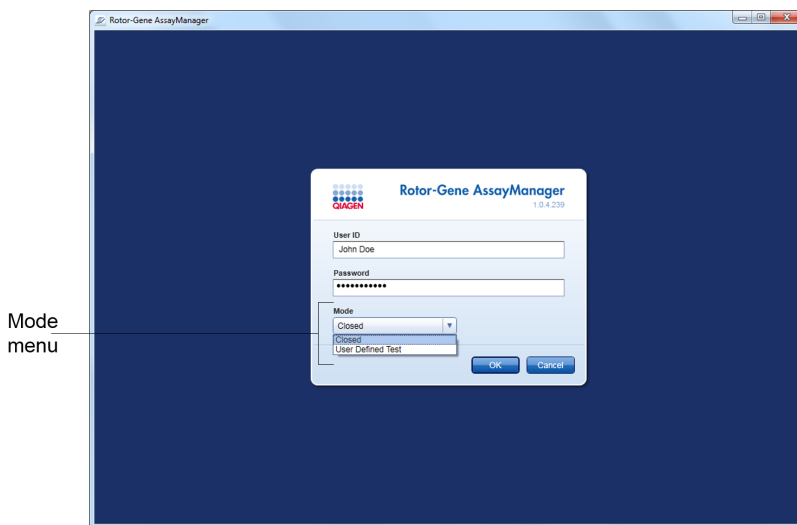 Rotor-Gene AssayManager
QIAGEN
Rotor-Gene AssayManager
1.0.4.239
User ID
John Doe
Password
•••••••••••
Mode
Closed
Closed
User Defined Test
OK
Cancel
Mode
menu